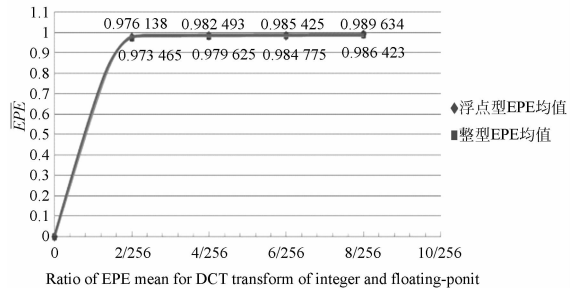 1.1
0.976 138 0.982 493 0.985 425 0.989 634
1
0.973 465 0.979 625 0.984 775 0.986 423
0.9
0.8
0.7
0.6
0.5
0.4
0.3
0.2
0.1
0
EPE
浮点型EPE均值
整型EPE均值
0 2/256 4/256 6/256 8/256 10/256
Ratio of EPE mean for DCT transform of integer and floating-ponit